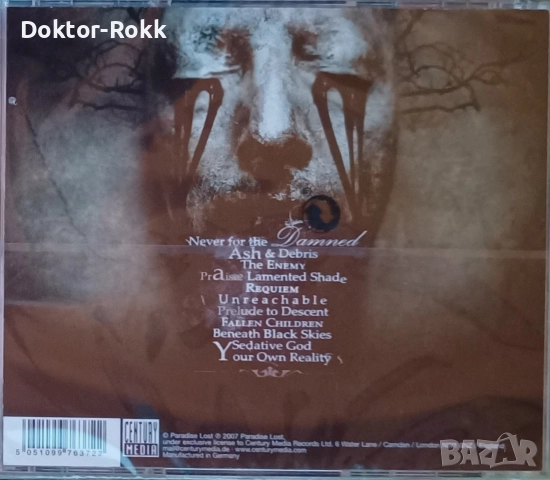 Doktor-Rokk
Never for the Damned
Ash & Debris
The Enemy
Praise Lamented Shade
Requiem
Unreachable
Prelude to Descent
Fallen Children
Beneath Black Skies
Sedative God
Your Own Reality
CENTURY
MEDIA
© Paradise Lost ℗ 2007 Paradise Lost,
under exclusive license to Century Media Records Ltd. 6 Water Lane / Camden / London
mail@centurymedia.de · www.centurymedia.com
Manufactured in Germany
5 051099 763722
BAZAR